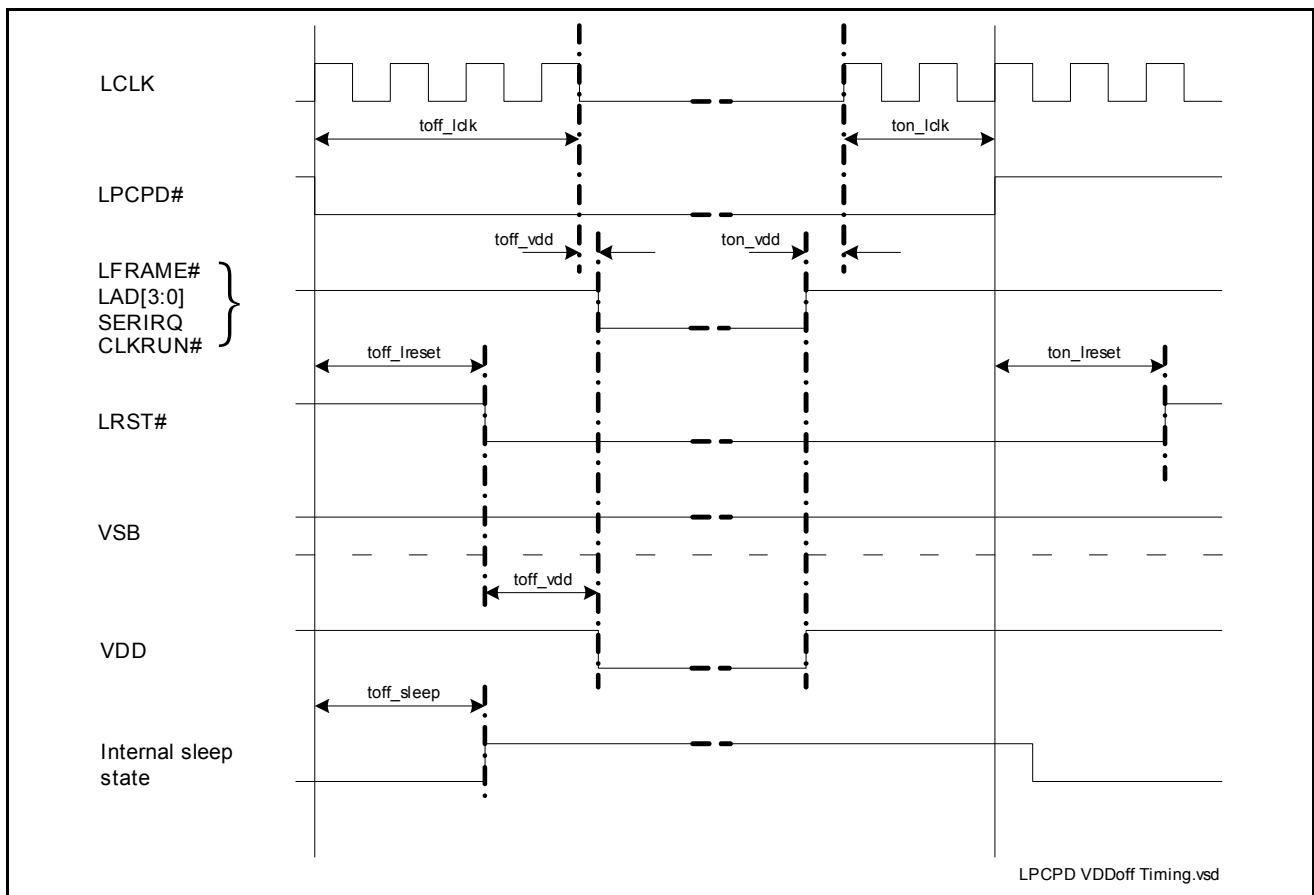 LCLK
toff_lclk
ton_lclk
LPCPD#
toff_vdd
ton_vdd
LFRAME#
LAD[3:0]
SERIRQ
CLKRUN#
toff_lreset
ton_lreset
LRST#
VSB
toff_vdd
VDD
toff_sleep
Internal sleep
state
LPCPD VDDoff Timing.vsd